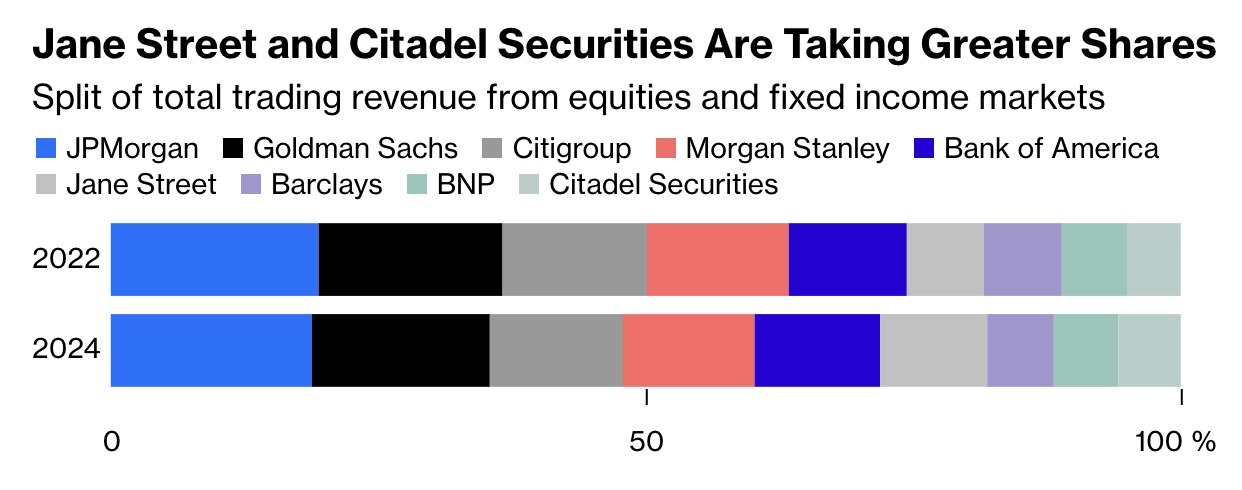 Jane Street and Citadel Securities Are Taking Greater Shares
Split of total trading revenue from equities and fixed income markets
JPMorgan Goldman Sachs Citigroup Morgan Stanley Bank of America
Jane Street Barclays BNP Citadel Securities
2022
2024
0 50 100 %